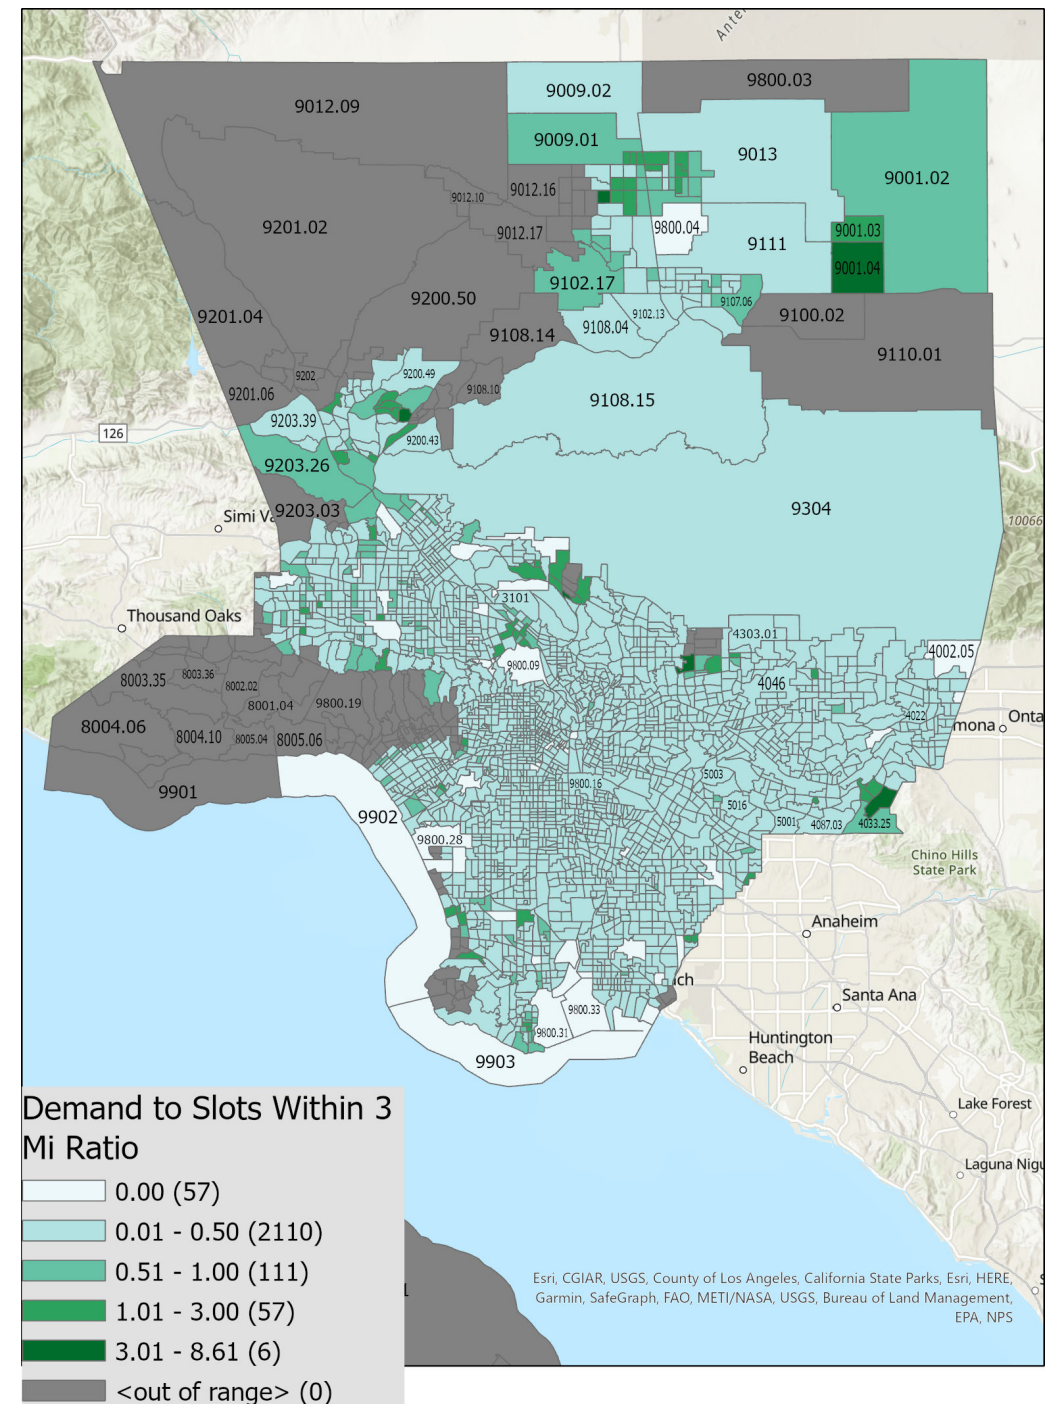 Ante
9800.03
9009.02
9012.09
9009.01
9013
9001.02
9012.16
9012.10
9201.02
9012.17
9800.04
9001.03
9111
9001.04
9102.17
9200.50
9107.06
9201.04
9102.13
9100.02
9108.04
9108.14
9110.01
9202
9200.49
9201.06
9108.10
9108.15
9203.39
126
9200.43
9203.26
9304
9203.03
Simi Va
10066
3101
Thousand Oaks
4303.01
4002.05
9800.09
8003.36
8003.35
8002.02
4046
8001.04
9800.19
4022
Onta
8004.06
mona
8004.10
8005.04
8005.06
5003
9800.16
9901
5016
9902
5001
4087.03
4033.25
9800.28
Chino Hills
State Park
Anaheim
ch
Santa Ana
9800.33
9800.31
Huntington
Beach
9903
Lake Forest
Laguna Nigu
Demand to Slots Within 3
Mi Ratio
0.00 (57)
0.01 - 0.50 (2110)
0.51 - 1.00 (111)
1.01 - 3.00 (57)
3.01 - 8.61 (6)
<out of range> (0)
1
S
Esri, CGIAR, USGS, County of Los Angeles, California State Parks, Esri, HERE,
Garmin, SafeGraph, FAO, METI/NASA, USGS, Bureau of Land Management,
EPA, NPS